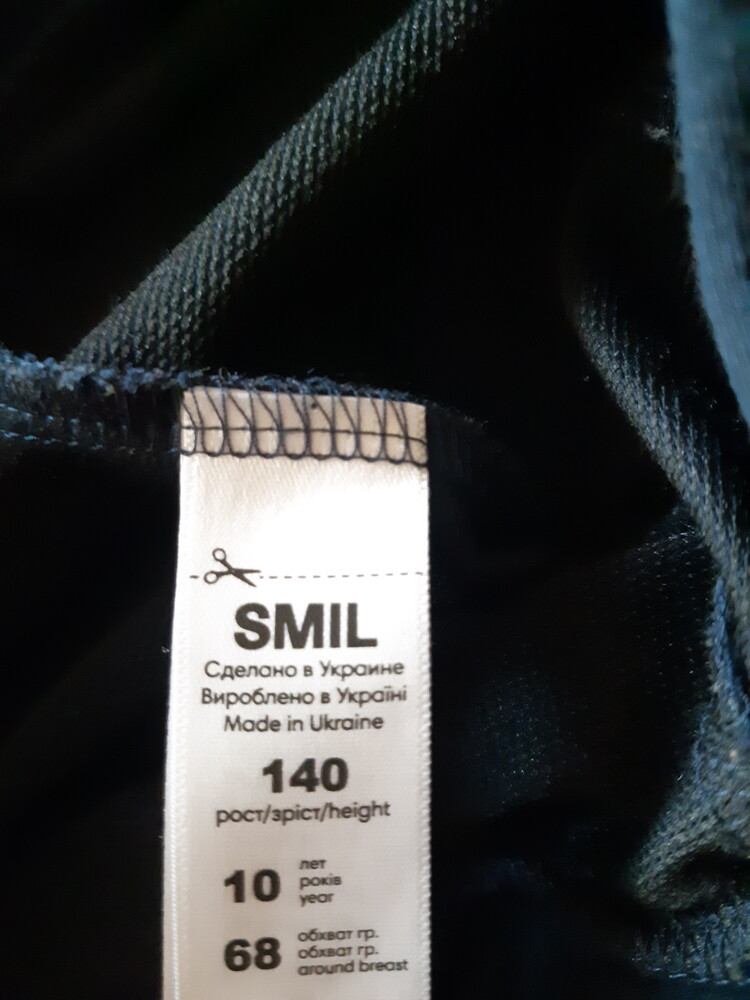 SMIL
Сделано в Украине
Вироблено в Україні
Made in Ukraine
140
рост/зріст/height
10
лет
років
year
68
обхват гр.
обхват гр.
around breast